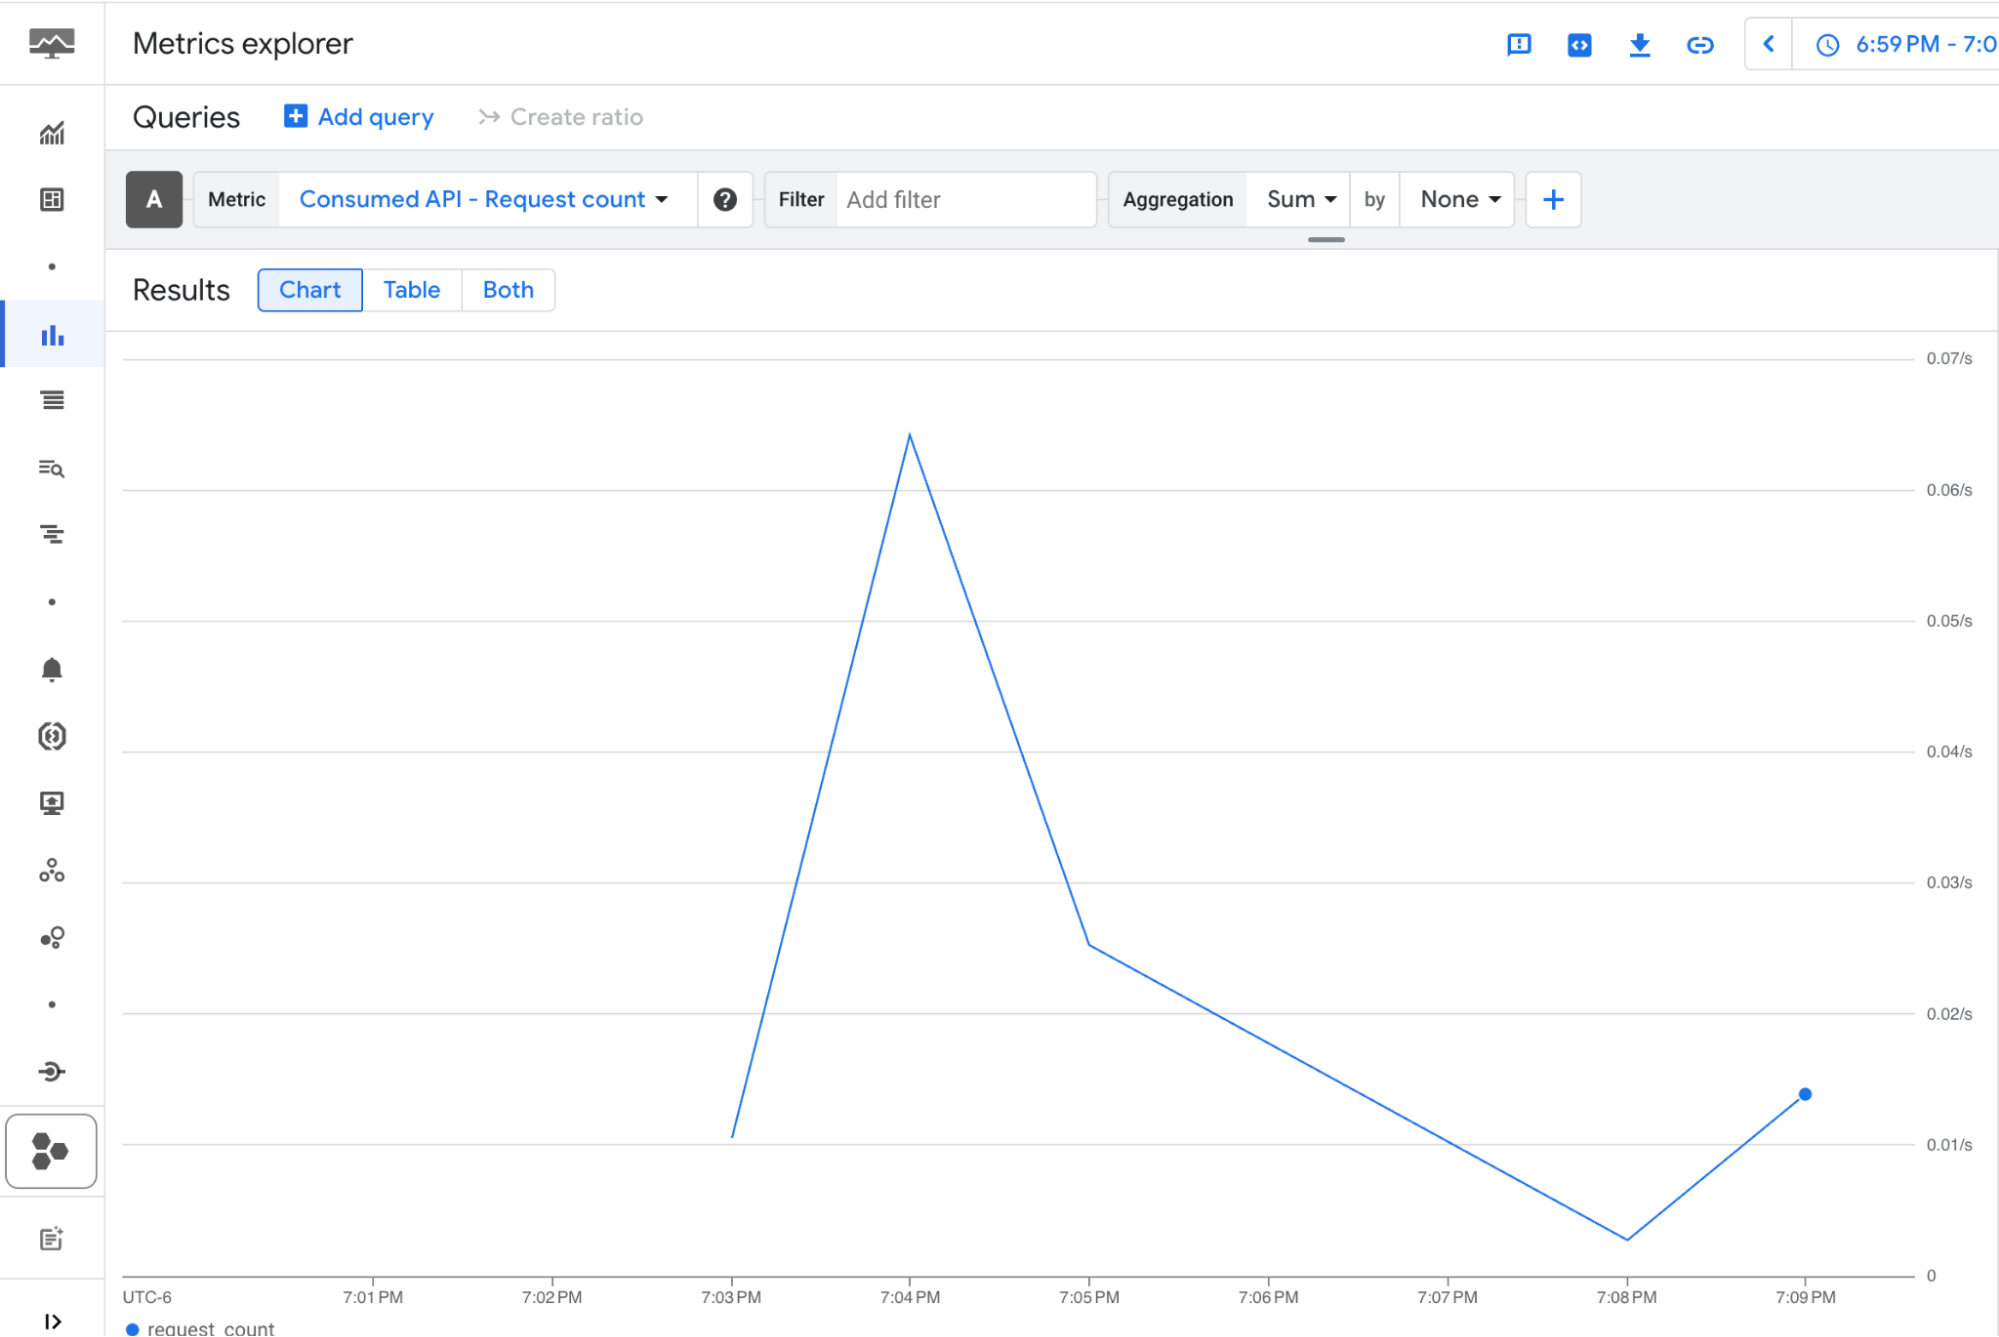 Metrics explorer
6:59 PM - 7:0
Queries Add query Create ratio
A Metric Consumed API - Request count Filter Add filter Aggregation Sum by None
Results Chart Table Both
0.07/s
0.06/s
0.05/s
0.04/s
0.03/s
0.02/s
0.01/s
0
UTC-6 7:01 PM 7:02 PM 7:03 PM 7:04 PM 7:05 PM 7:06 PM 7:07 PM 7:08 PM 7:09 PM
request_count